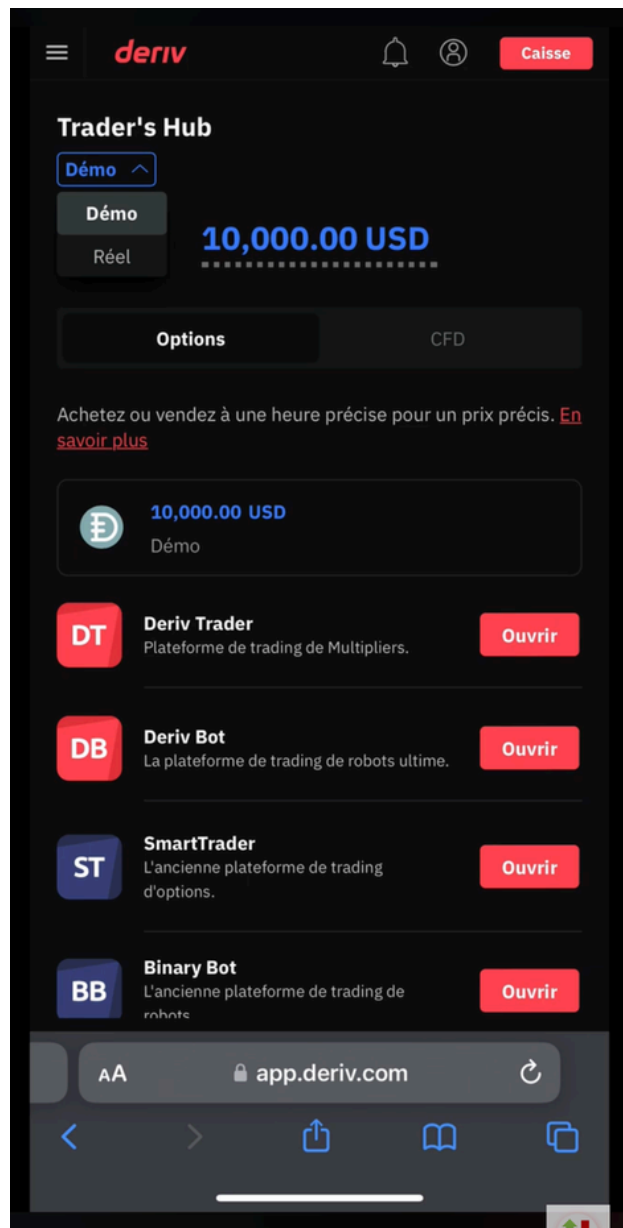 deriv
Caisse
Trader's Hub
Démo
Démo
Réel
10,000.00 USD
Options
CFD
Achetez ou vendez à une heure précise pour un prix précis. En
savoir plus
10,000.00 USD
Démo
DT
Deriv Trader
Plateforme de trading de Multipliers.
Ouvrir
DB
Deriv Bot
La plateforme de trading de robots ultime.
Ouvrir
ST
SmartTrader
L'ancienne plateforme de trading
d'options.
Ouvrir
BB
Binary Bot
L'ancienne plateforme de trading de
robots
Ouvrir
AA
app.deriv.com